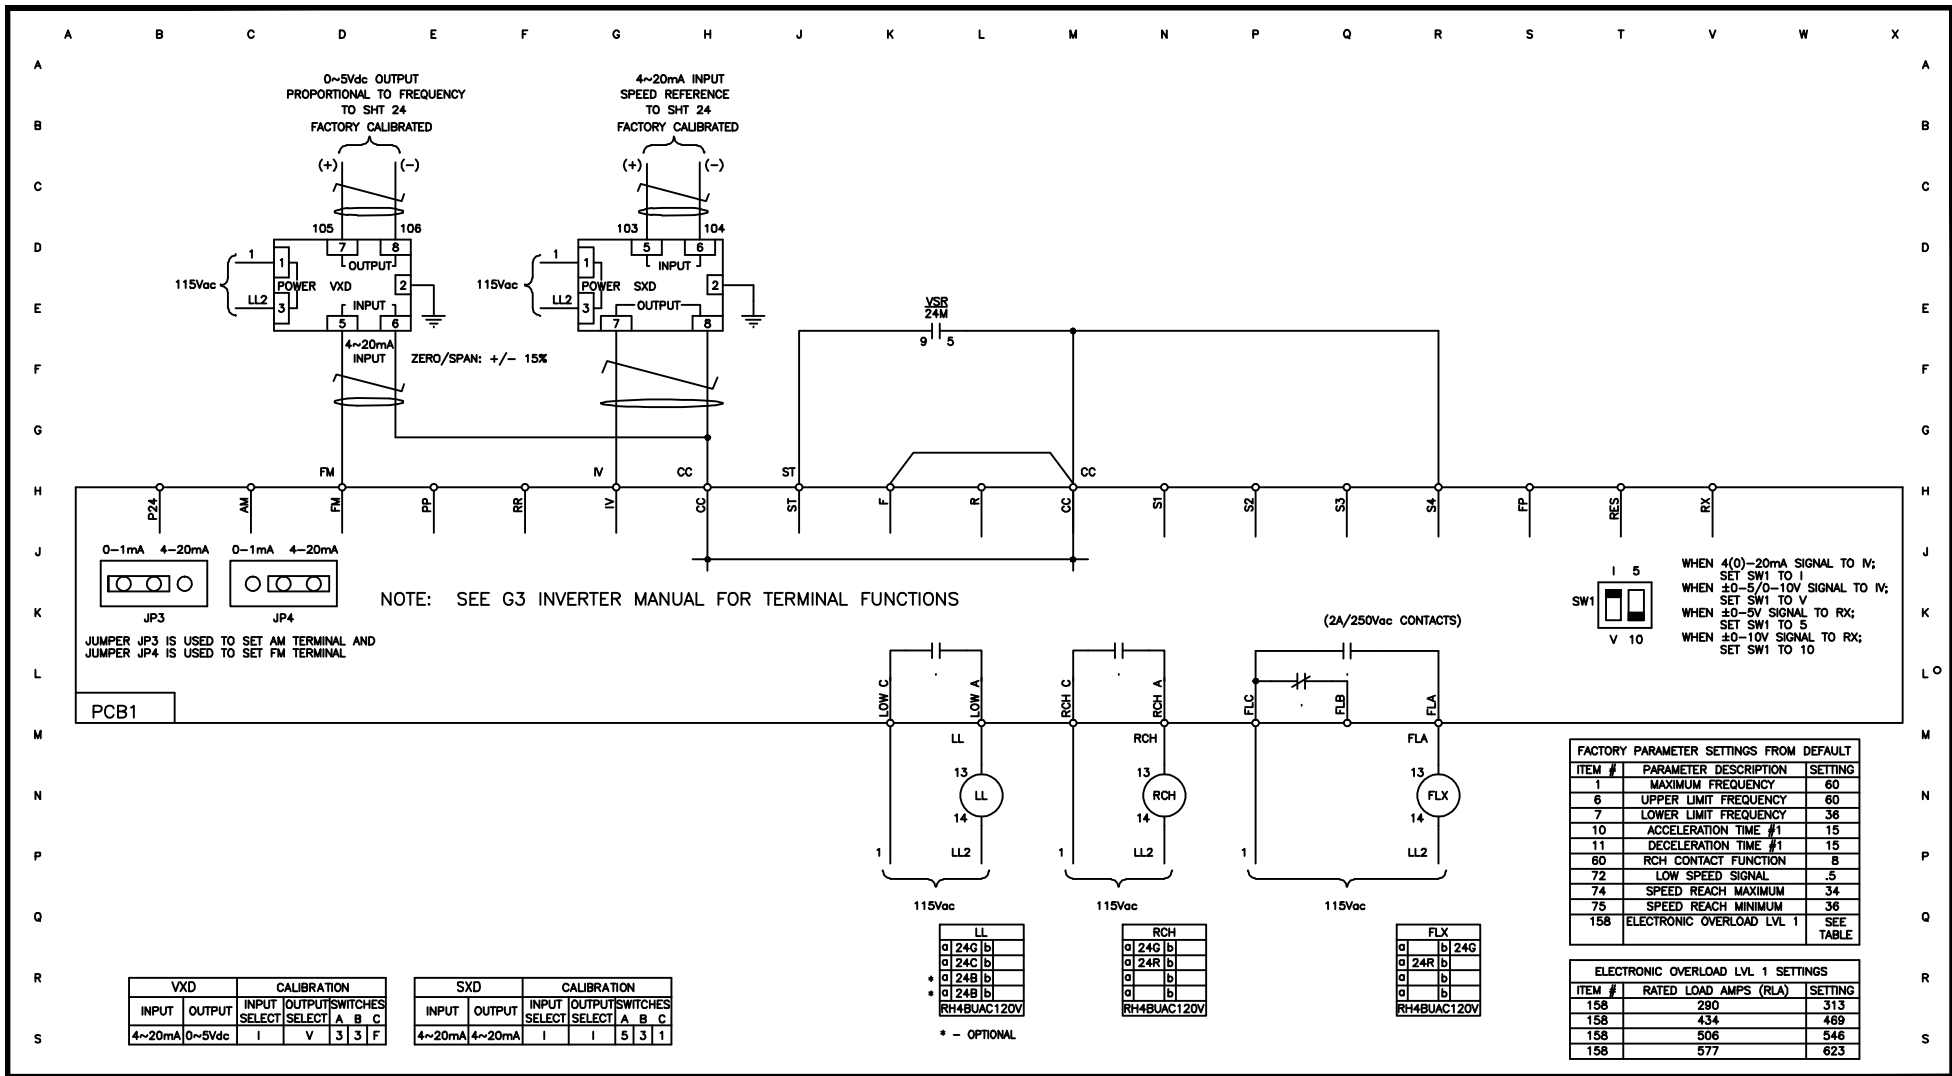 A B C D E F G H J K L M N P Q R S T V W X
A A
0~5Vdc OUTPUT
PROPORTIONAL TO FREQUENCY
TO SHT 24
FACTORY CALIBRATED
4~20mA INPUT
SPEED REFERENCE
TO SHT 24
FACTORY CALIBRATED
B B
(+) (-) (+) (-)
C C
105 106 103 104
D D
7 8 5 6
OUTPUT INPUT
1 1 1 1
115Vac POWER VXD 2 115Vac POWER SXD 2
LL2 3 INPUT LL2 3 OUTPUT
E E
5 6 7 8
VSR
24M
9 5
4~20mA
INPUT
ZERO/SPAN: +/- 15%
F F
G G
FM IV CC ST CC
H H
P24 AM FM PP RR IV CC ST F R CC S1 S2 S3 S4 FP RES RX
J J
0-1mA 4-20mA 0-1mA 4-20mA
JP3 JP4
NOTE: SEE G3 INVERTER MANUAL FOR TERMINAL FUNCTIONS
JUMPER JP3 IS USED TO SET AM TERMINAL AND
JUMPER JP4 IS USED TO SET FM TERMINAL
I 5
SW1
V 10
WHEN 4(0)-20mA SIGNAL TO IV;
SET SW1 TO I
WHEN ±0-5/0-10V SIGNAL TO IV;
SET SW1 TO V
WHEN ±0-5V SIGNAL TO RX;
SET SW1 TO 5
WHEN ±0-10V SIGNAL TO RX;
SET SW1 TO 10
K K
(2A/250Vac CONTACTS)
L L
LOW C LOW A RCH C RCH A FLC FLB FLA
PCB1
M M
LL RCH FLA
13 13 13
LL RCH FLX
14 14 14
N N
1 LL2 1 LL2 1 LL2
P P
115Vac 115Vac 115Vac
Q Q
FACTORY PARAMETER SETTINGS FROM DEFAULT
ITEM # PARAMETER DESCRIPTION SETTING
1 MAXIMUM FREQUENCY 60
6 UPPER LIMIT FREQUENCY 60
7 LOWER LIMIT FREQUENCY 36
10 ACCELERATION TIME #1 15
11 DECELERATION TIME #1 15
60 RCH CONTACT FUNCTION 8
72 LOW SPEED SIGNAL .5
74 SPEED REACH MAXIMUM 34
75 SPEED REACH MINIMUM 36
158 ELECTRONIC OVERLOAD LVL 1 SEE
TABLE
LL
a 24G b
a 24C b
* a 24B b
* a 24B b
RH4BUAC120V
* - OPTIONAL
RCH
a 24G b
a 24R b
a b
a b
RH4BUAC120V
FLX
a b 24G
a 24R b
a b
a b
RH4BUAC120V
R R
VXD CALIBRATION
INPUT OUTPUT INPUT SELECT OUTPUT SELECT SWITCHES
A B C
4~20mA 0~5Vdc I V 3 3 F
SXD CALIBRATION
INPUT OUTPUT INPUT SELECT OUTPUT SELECT SWITCHES
A B C
4~20mA 4~20mA I I 5 3 1
ELECTRONIC OVERLOAD LVL 1 SETTINGS
ITEM # RATED LOAD AMPS (RLA) SETTING
158 290 313
158 434 469
158 506 546
158 577 623
S S